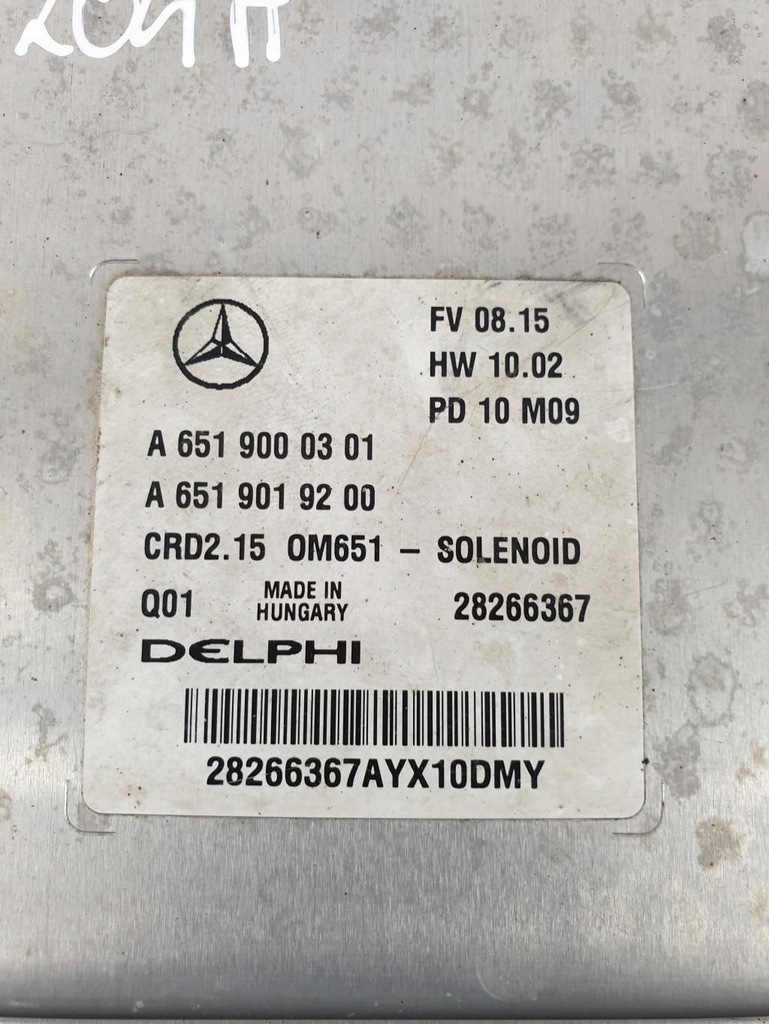 FV 08.15
HW 10.02
PD 10 M09
A 651 900 03 01
A 651 901 92 00
CRD2.15 OM651 – SOLENOID
Q01 MADE IN HUNGARY 28266367
DELPHI
28266367AYX10DMY